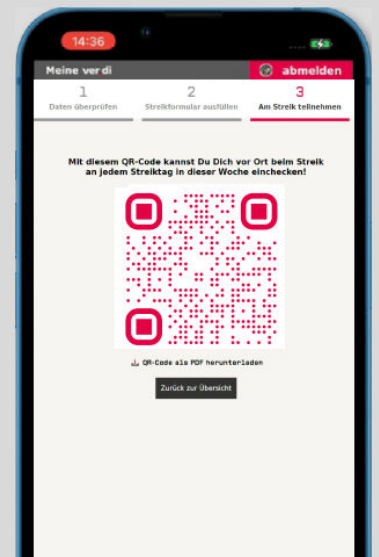 14:36
Meine ver di
abmelden
1
Daten überprüfen
2
Streikformular ausfüllen
3
Am Streik teilnehmen
Mit diesem QR-Code kannst Du Dich vor Ort beim Streik
an jedem Streiktag in dieser Woche einchecken!
QR-Code als PDF herunterladen
Zurück zur Übersicht